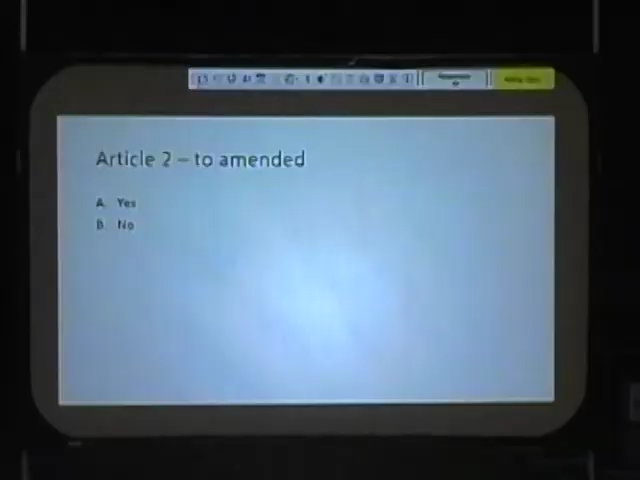 Article 2 – to amended
A. Yes
B. No